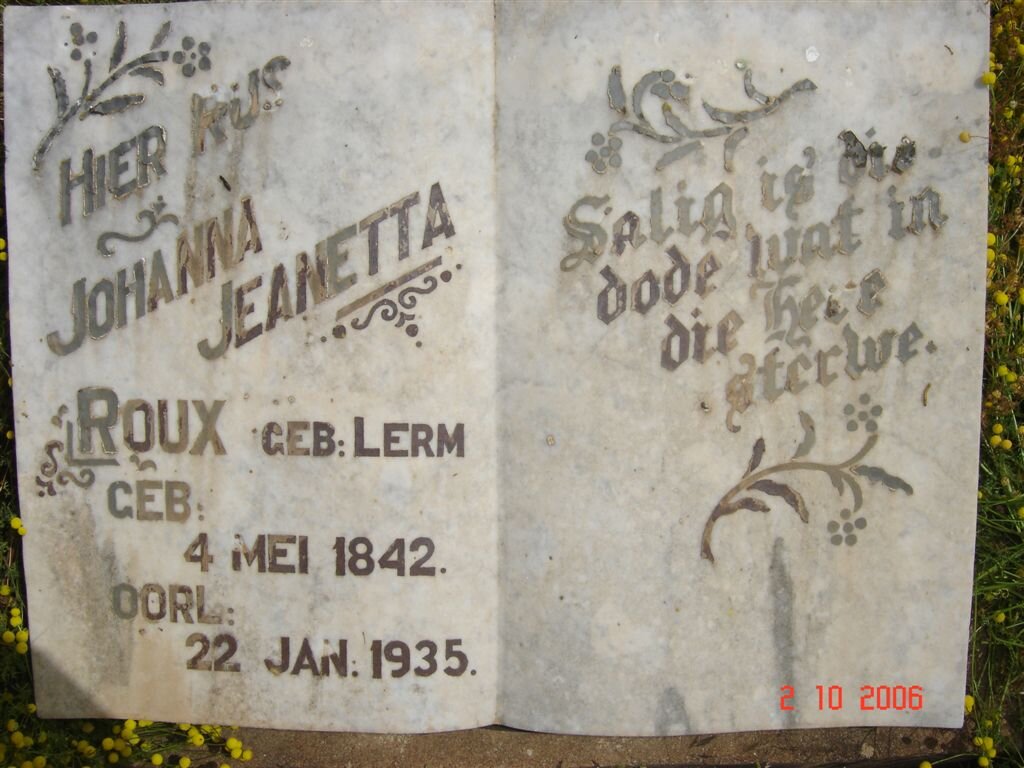 HIER RUS
JOHANNA
JEANETTA
ROUX GEB: LERM
GEB:
4 MEI 1842.
OORL:
22 JAN: 1935.
Salig is die
dode wat in
die Here
sterwe.
2 10 2006